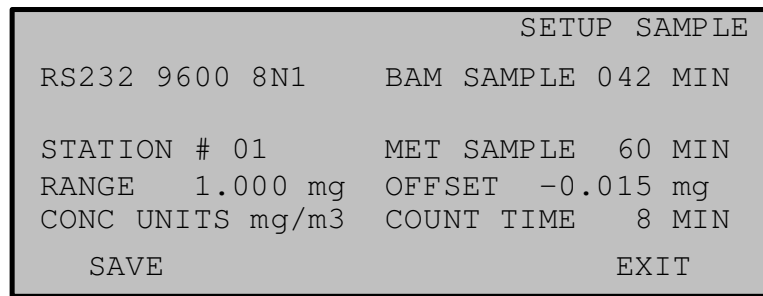 SETUP SAMPLE
RS232 9600 8N1 BAM SAMPLE 042 MIN
STATION # 01 MET SAMPLE 60 MIN
RANGE 1.000 mg OFFSET -0.015 mg
CONC UNITS mg/m3 COUNT TIME 8 MIN
SAVE EXIT